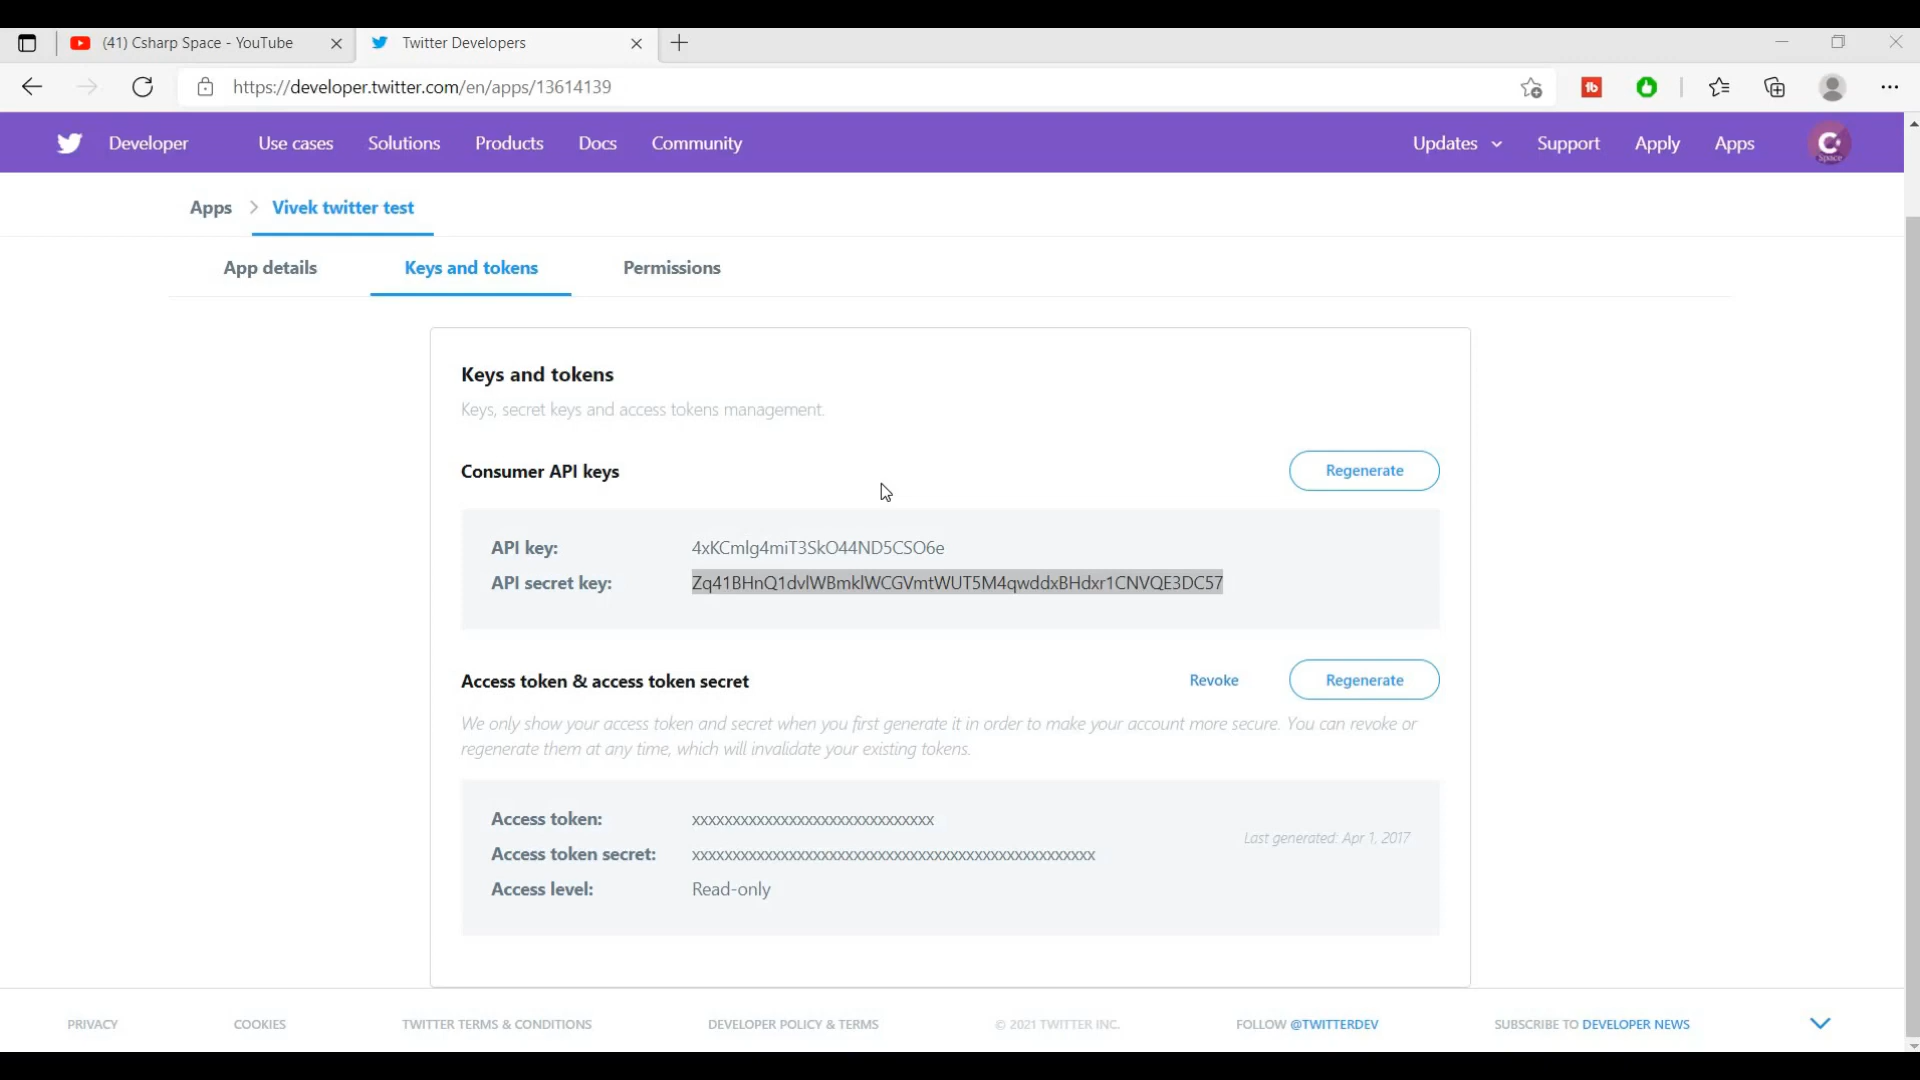 (41) Csharp Space - YouTube
Twitter Developers
https://developer.twitter.com/en/apps/13614139
Developer
Use cases
Solutions
Products
Docs
Community
Updates
Support
Apply
Apps
C
Space
Apps > Vivek twitter test
App details
Keys and tokens
Permissions
Keys and tokens
Keys, secret keys and access tokens management.
Consumer API keys
Regenerate
API key: 4xKCmlg4miT3SkO44ND5CSO6e
API secret key: Zq41BHnQ1dvlWBmklWCGVmtWUT5M4qwddxBHdxr1CNVQE3DC57
Access token & access token secret
Revoke
Regenerate
We only show your access token and secret when you first generate it in order to make your account more secure. You can revoke or
regenerate them at any time, which will invalidate your existing tokens.
Access token: xxxxxxxxxxxxxxxxxxxxxxxxxxxxxx
Last generated: Apr 1, 2017
Access token secret: xxxxxxxxxxxxxxxxxxxxxxxxxxxxxxxxxxxxxxxxxxxxxxxxxx
Access level: Read-only
PRIVACY
COOKIES
TWITTER TERMS & CONDITIONS
DEVELOPER POLICY & TERMS
© 2021 TWITTER INC.
FOLLOW @TWITTERDEV
SUBSCRIBE TO DEVELOPER NEWS